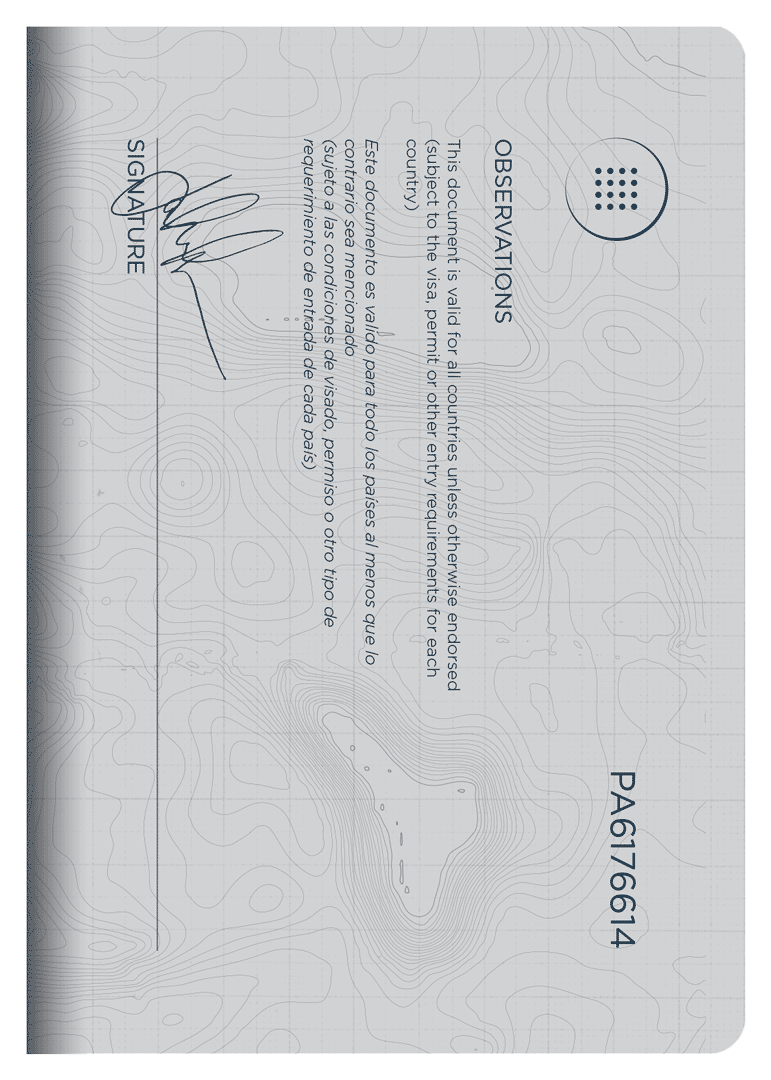 PA6176614
OBSERVATIONS
This document is valid for all countries unless otherwise endorsed
(subject to the visa, permit or other entry requirements for each
country)
Este documento es valido para todo los países al menos que lo
contrario sea mencionado
(sujeto a las condiciones de visado, permiso o otro tipo de
requerimiento de entrada de cada país)
SIGNATURE